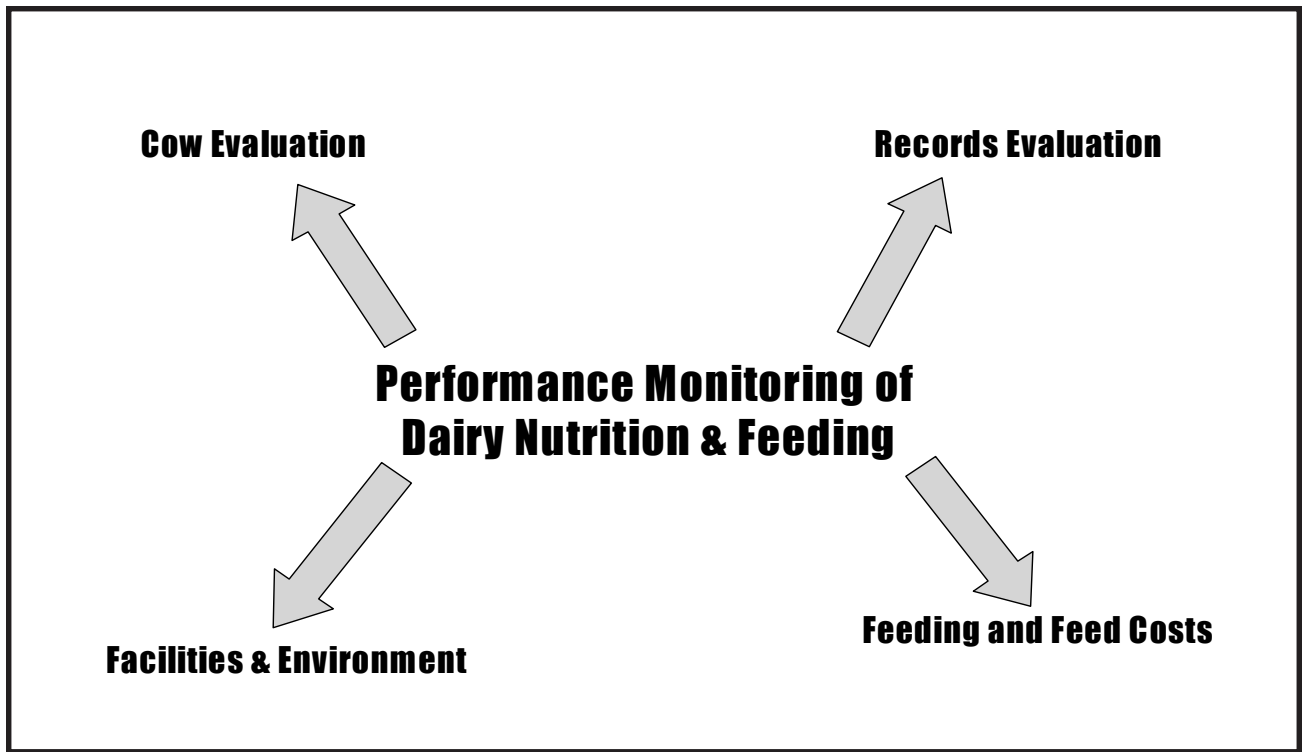 Cow Evaluation
Records Evaluation
Performance Monitoring of
Dairy Nutrition & Feeding
Feeding and Feed Costs
Facilities & Environment